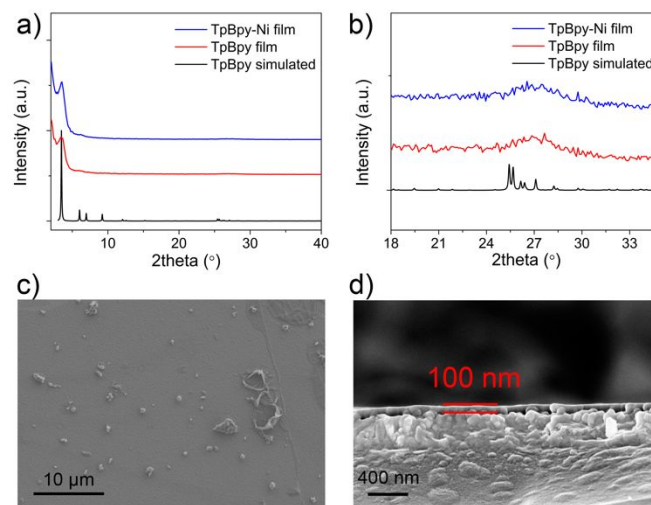 a)
TpBpy-Ni film
TpBpy film
TpBpy simulated
Intensity (a.u.)
10 20 30 40
2theta (°)
b)
TpBpy-Ni film
TpBpy film
TpBpy simulated
Intensity (a.u.)
18 21 24 27 30 33
2theta (°)
c)
10 µm
d)
100 nm
400 nm